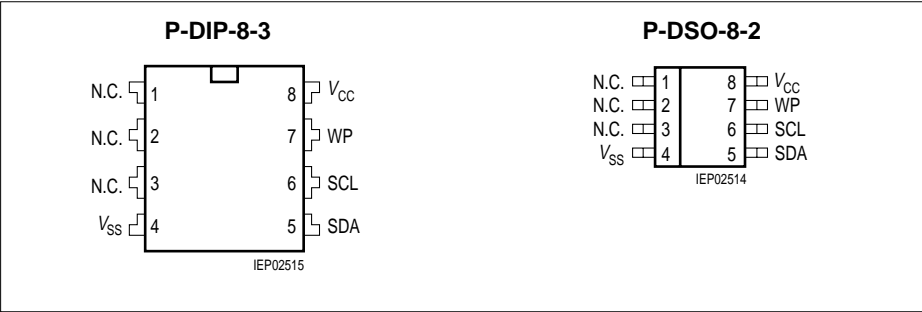 P-DIP-8-3
N.C. 1 8 VCC
N.C. 2 7 WP
N.C. 3 6 SCL
VSS 4 5 SDA
IEP02515
P-DSO-8-2
N.C. 1 8 VCC
N.C. 2 7 WP
N.C. 3 6 SCL
VSS 4 5 SDA
IEP02514